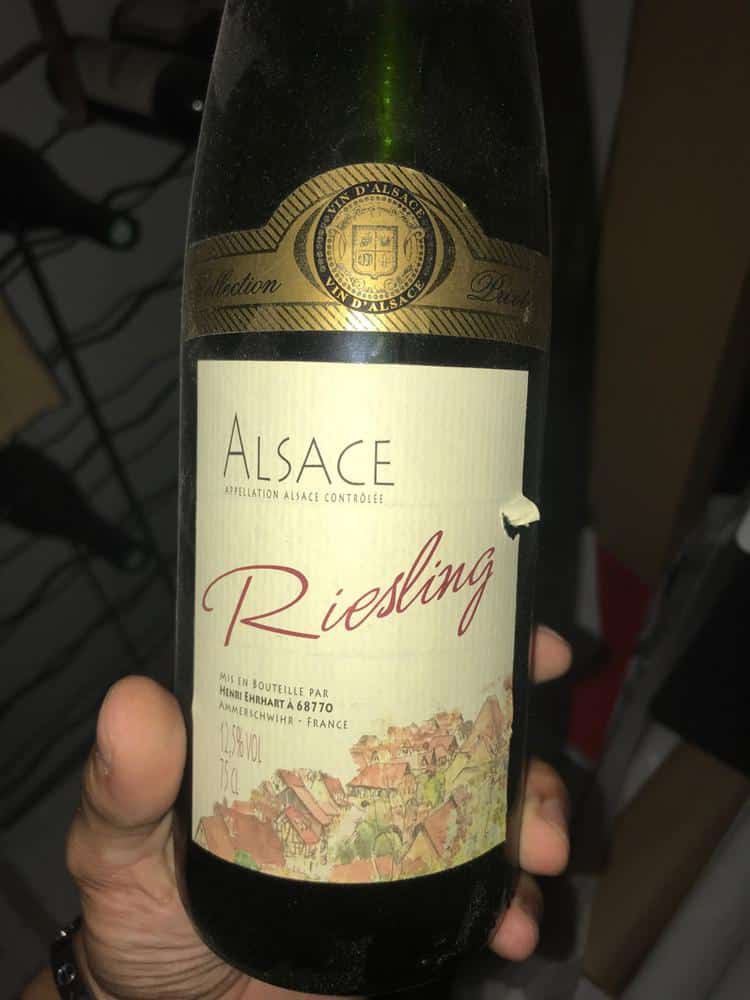 VIN D'ALSACE
VIN D'ALSACE
ALSACE
APPELLATION ALSACE CONTRÔLÉE
Riesling
MIS EN BOUTEILLE PAR
HENRI EHRHART À 68770
AMMERSCHWIHR - FRANCE
12,5% VOL
75 CL